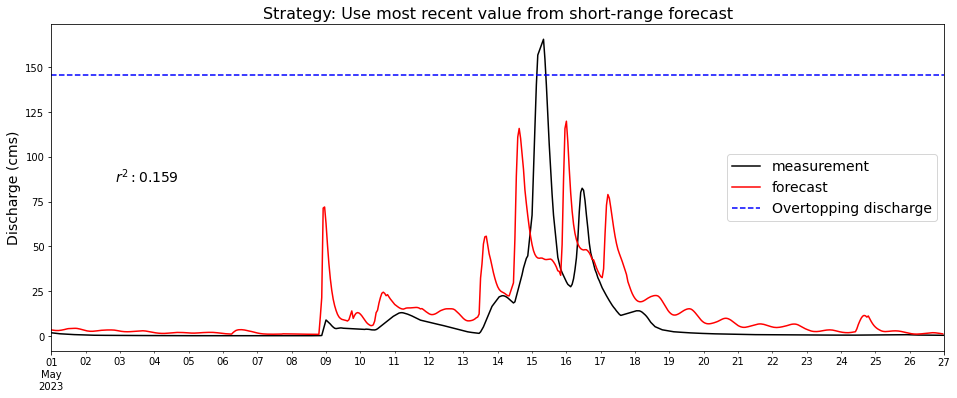 Strategy: Use most recent value from short-range forecast
Discharge (cms)
150
125
100
75
50
25
0
r²: 0.159
measurement
forecast
Overtopping discharge
01 02 03 04 05 06 07 08 09 10 11 12 13 14 15 16 17 18 19 20 21 22 23 24 25 26 27
May
2023